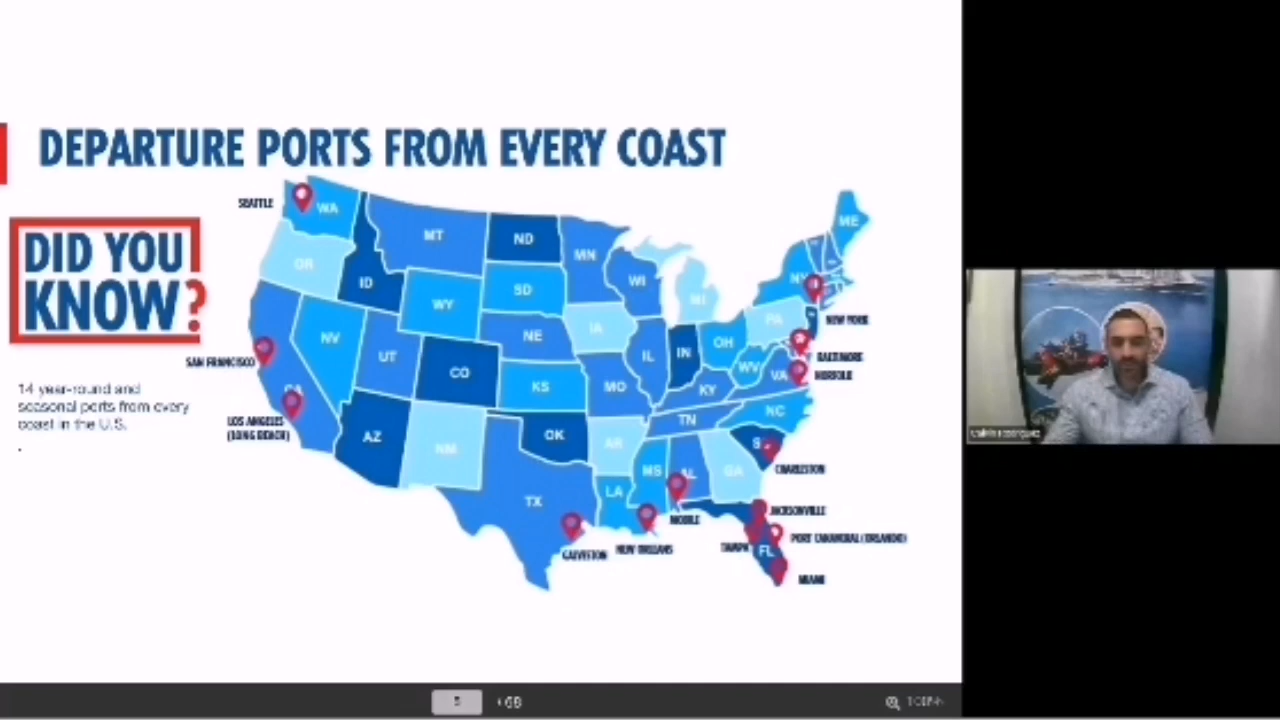 DEPARTURE PORTS FROM EVERY COAST
DID YOU
KNOW?
14 year-round and
seasonal ports from every
coast in the U.S.
.
SEATTLE
SAN FRANCISCO
LOS ANGELES
(LONG BEACH)
GALVESTON
NEW ORLEANS
MOBILE
TAMPA
MIAMI
PORT CANAVERAL (ORLANDO)
JACKSONVILLE
CHARLESTON
NORFOLK
BALTIMORE
NEW YORK
WA
OR
CA
ID
NV
AZ
MT
WY
UT
CO
NM
ND
SD
NE
KS
OK
TX
MN
IA
MO
AR
LA
WI
IL
MS
AL
MI
IN
KY
TN
OH
WV
VA
NC
GA
FL
PA
NY
ME
5
/ 68